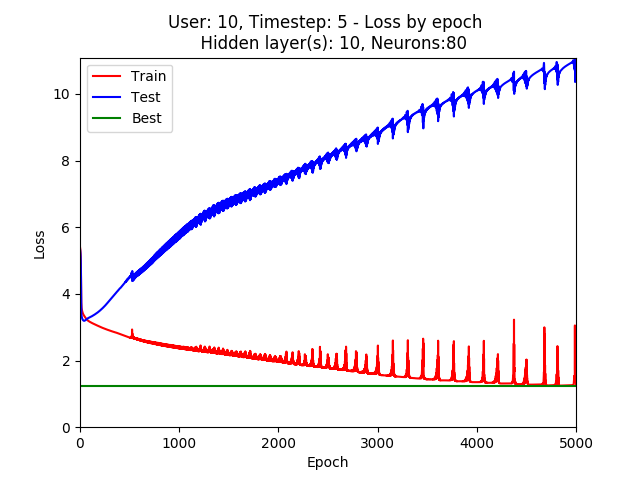 User: 10, Timestep: 5 - Loss by epoch
Hidden layer(s): 10, Neurons:80
Train
Test
Best
10
8
6
4
2
0
Loss
0 1000 2000 3000 4000 5000
Epoch